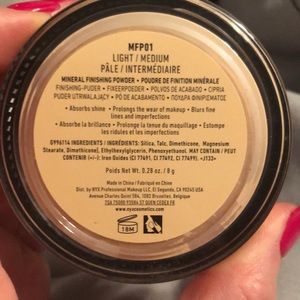 MFP01
LIGHT / MEDIUM
PÂLE / INTERMÉDIAIRE
MINERAL FINISHING POWDER • POUDRE DE FINITION MINÉRALE
FINISHING-PUDER • FIXEERPOEDER • POLVOS DE ACABADO • CIPRIA
PUDER UTRWALAJĄCY • PÓ DE ACABAMENTO • ΠΟΥΔΡΑ ΦΙΝΙΡΙΣΜΑΤΟΣ
• Absorbs shine • Prolongs the wear of makeup • Blurs fine
lines and imperfections
• Absorbe la brillance • Prolonge la tenue du maquillage • Estompe
les ridules et les imperfections
INGREDIENTS / INGRÉDIENTS: Silica, Talc, Dimethicone, Magnesium
Stearate, Dimethiconol, Ethylhexylglycerin, Phenoxyethanol. MAY CONTAIN / PEUT
CONTENIR (+/-): Iron Oxides (CI 77491, CI 77492, CI 77499).
Made in China / Fabriqué en Chine
Dist. by NYX Professional Makeup El Segundo, CA 90245 USA
Avenue Charles Quint 584, 1082 Bruxelles, Belgique
www.nyxcosmetics.com
Poids Net Wt. 0.28 oz. / 8 g
18M